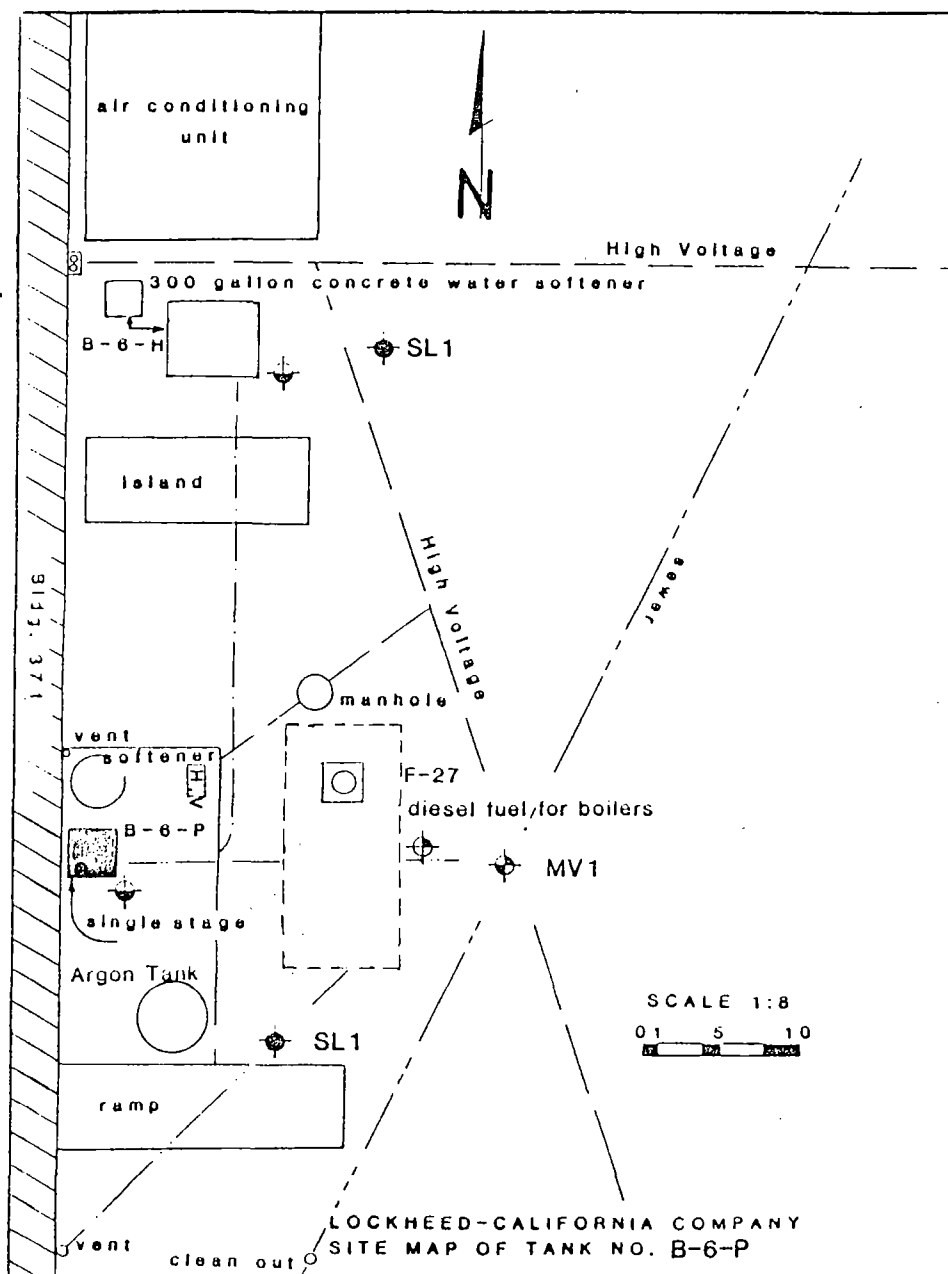 air conditioning
unit
N
High Voltage
300 gallon concrete water softener
B-6-H
SL1
Island
High Voltage
sewer
Bldg. 371
manhole
vent
softener
H.V
F-27
diesel fuel/for boilers
B-6-P
MV1
single stage
Argon Tank
SCALE 1:8
0 1 5 10
SL1
ramp
vent
clean out
LOCKHEED-CALIFORNIA COMPANY
SITE MAP OF TANK NO. B-6-P